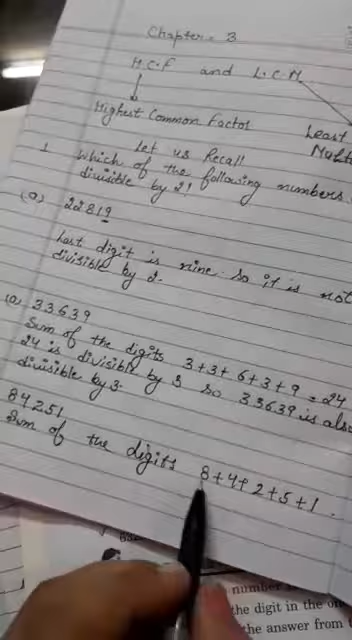 Chapter = 3
H.C.F and L.C.M
Highest Common Factor
Least
Let us Recall
1 Which of the following numbers
divisible by 2!
(a) 22819
Last digit is nine. So it is not
divisible by 2.
(a) 33639
Sum of the digits 3+3+6+3+9 = 24
24 is divisible by 3 so 33639 is also
divisible by 3.
84251
Sum of the digits 8+4+2+5+1
number
the digit in the on
the answer from